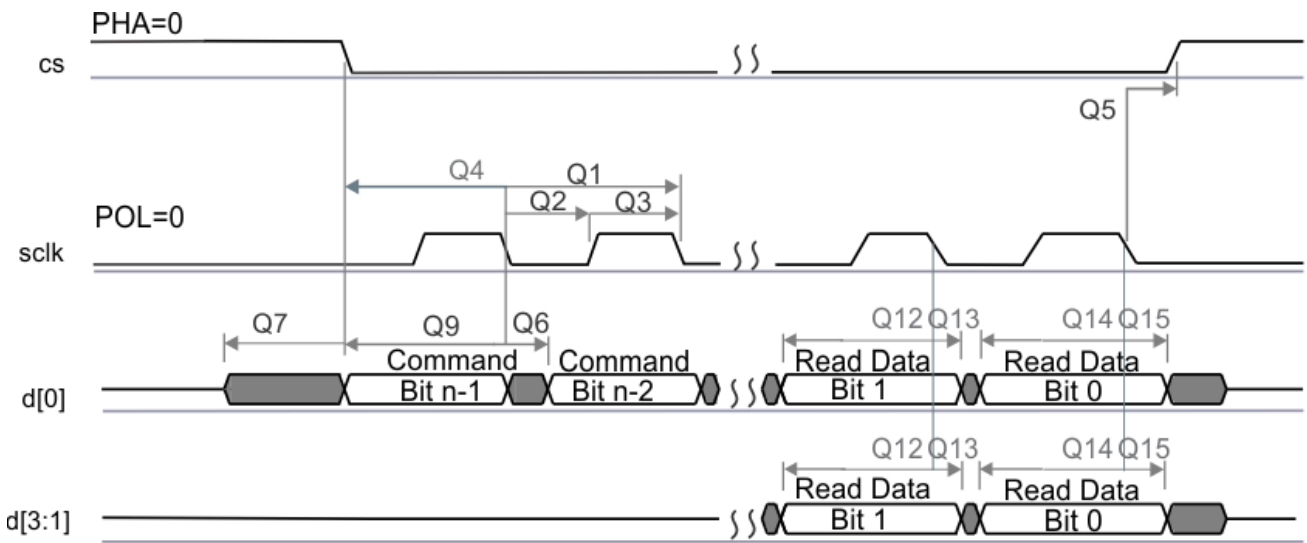 PHA=0
cs
Q5
Q4 Q1
Q2 Q3
POL=0
sclk
Q7 Q9 Q6
Q12 Q13 Q14 Q15
Command Command Read Data Read Data
d[0] Bit n-1 Bit n-2 Bit 1 Bit 0
Q12 Q13 Q14 Q15
Read Data Read Data
d[3:1] Bit 1 Bit 0